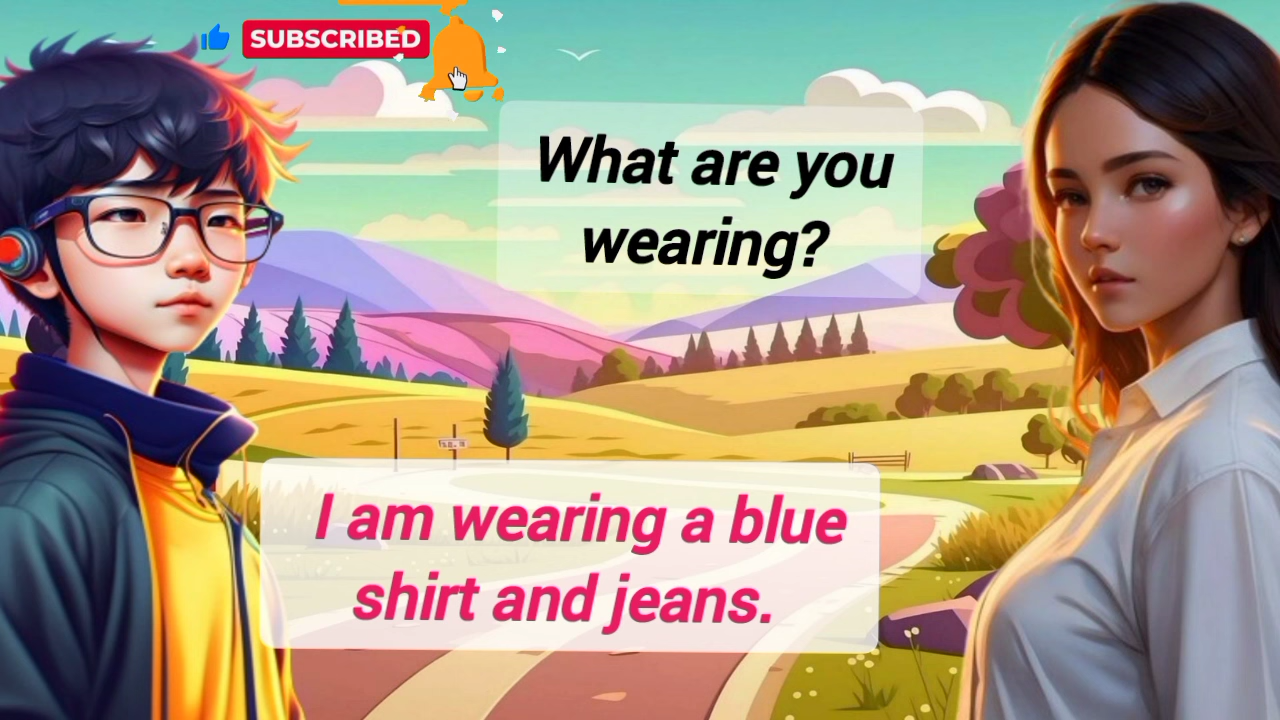 SUBSCRIBED
What are you
wearing?
I am wearing a blue
shirt and jeans.